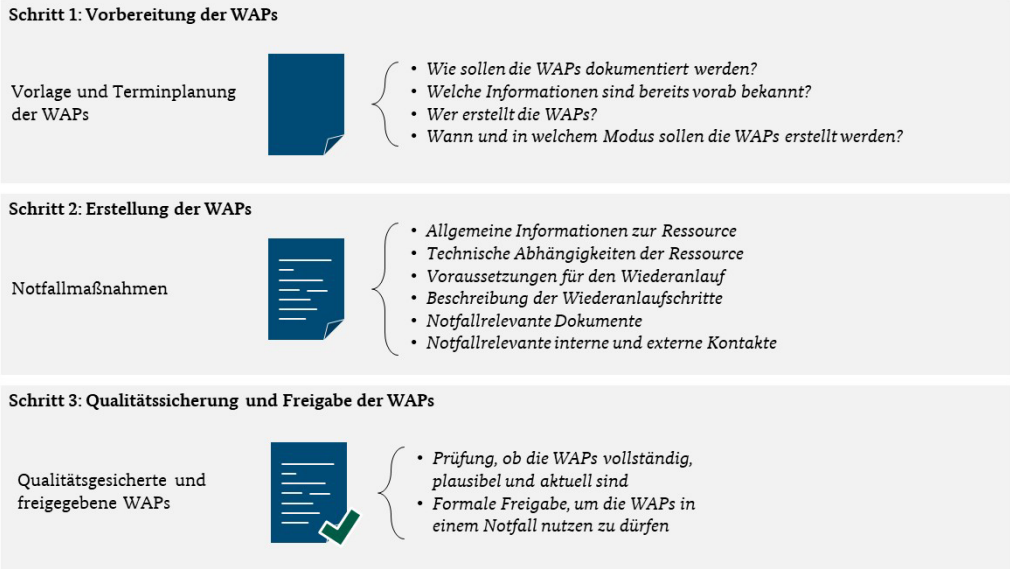 Schritt 1: Vorbereitung der WAPs
Vorlage und Terminplanung
der WAPs
• Wie sollen die WAPs dokumentiert werden?
• Welche Informationen sind bereits vorab bekannt?
• Wer erstellt die WAPs?
• Wann und in welchem Modus sollen die WAPs erstellt werden?
Schritt 2: Erstellung der WAPs
Notfallmaßnahmen
• Allgemeine Informationen zur Ressource
• Technische Abhängigkeiten der Ressource
• Voraussetzungen für den Wiederanlauf
• Beschreibung der Wiederanlaufschritte
• Notfallrelevante Dokumente
• Notfallrelevante interne und externe Kontakte
Schritt 3: Qualitätssicherung und Freigabe der WAPs
Qualitätsgesicherte und
freigegebene WAPs
• Prüfung, ob die WAPs vollständig,
plausibel und aktuell sind
• Formale Freigabe, um die WAPs in
einem Notfall nutzen zu dürfen